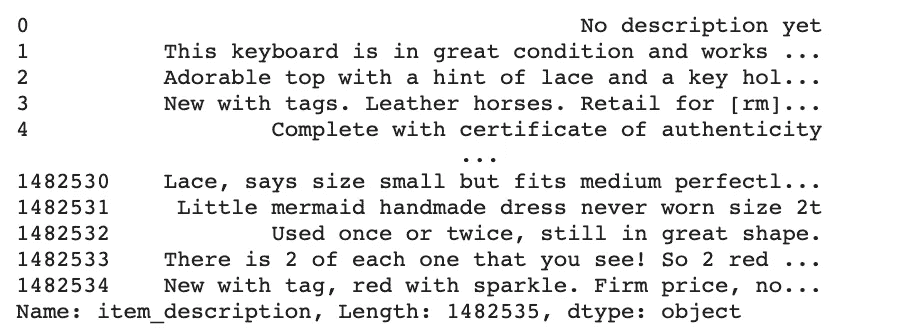 0 No description yet
1 This keyboard is in great condition and works ...
2 Adorable top with a hint of lace and a key hol...
3 New with tags. Leather horses. Retail for [rm]...
4 Complete with certificate of authenticity
...
1482530 Lace, says size small but fits medium perfectl...
1482531 Little mermaid handmade dress never worn size 2t
1482532 Used once or twice, still in great shape.
1482533 There is 2 of each one that you see! So 2 red ...
1482534 New with tag, red with sparkle. Firm price, no...
Name: item_description, Length: 1482535, dtype: object